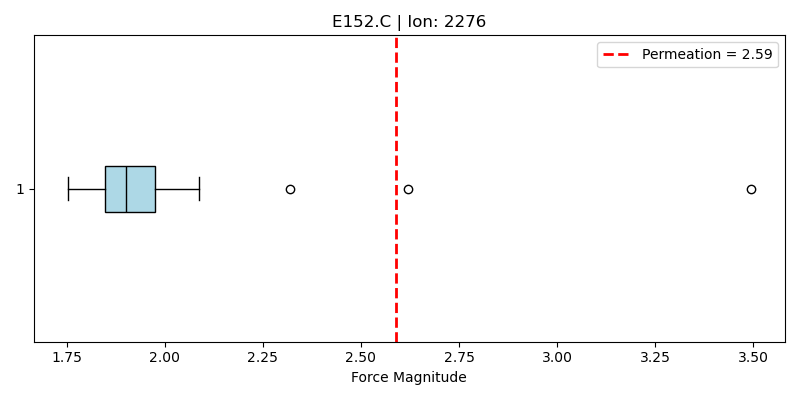 E152.C | Ion: 2276
Permeation = 2.59
1
1.75 2.00 2.25 2.50 2.75 3.00 3.25 3.50
Force Magnitude